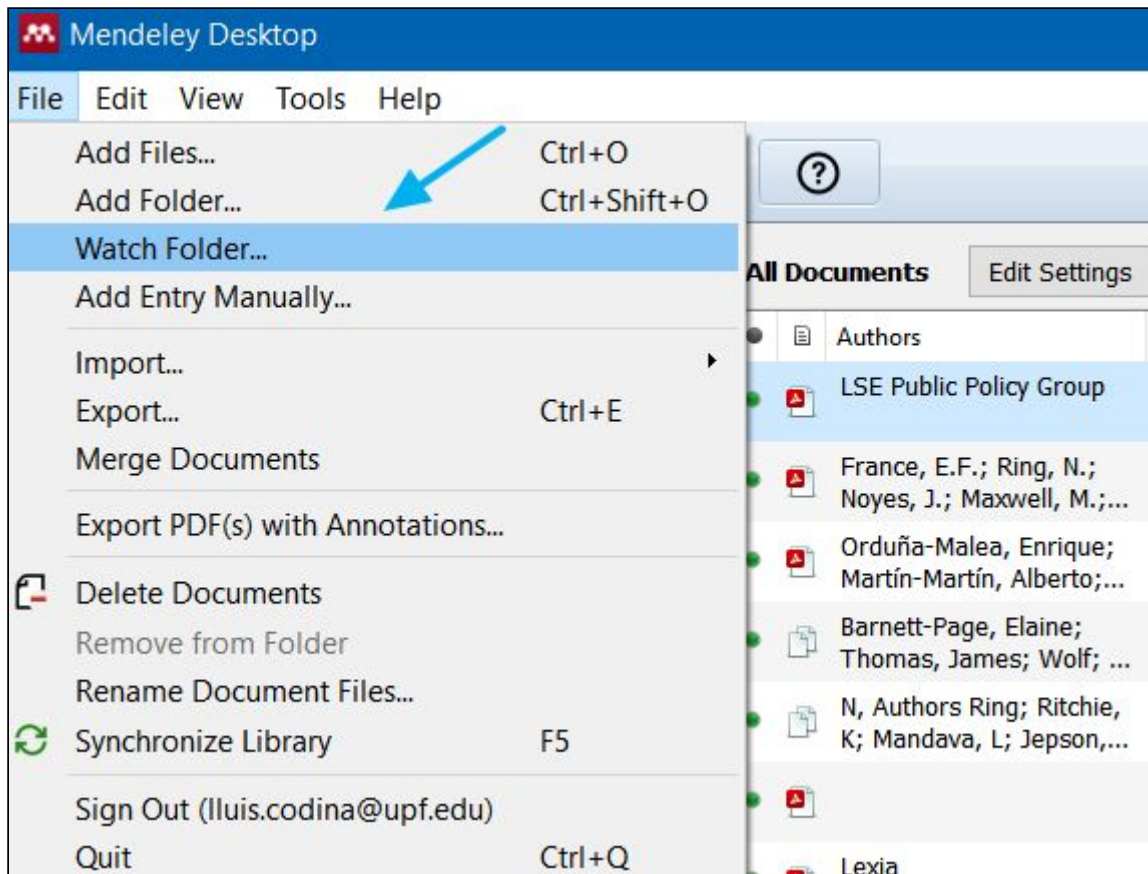 Mendeley Desktop
File Edit View Tools Help
Add Files... Ctrl+O
Add Folder... Ctrl+Shift+O
Watch Folder...
Add Entry Manually...
Import...
Export... Ctrl+E
Merge Documents
Export PDF(s) with Annotations...
Delete Documents
Remove from Folder
Rename Document Files...
Synchronize Library F5
Sign Out (lluis.codina@upf.edu)
Quit Ctrl+Q
?
All Documents Edit Settings
Authors
LSE Public Policy Group
France, E.F.; Ring, N.;
Noyes, J.; Maxwell, M.;...
Orduña-Malea, Enrique;
Martín-Martín, Alberto;...
Barnett-Page, Elaine;
Thomas, James; Wolf; ...
N, Authors Ring; Ritchie,
K; Mandava, L; Jepson,...
Lexia